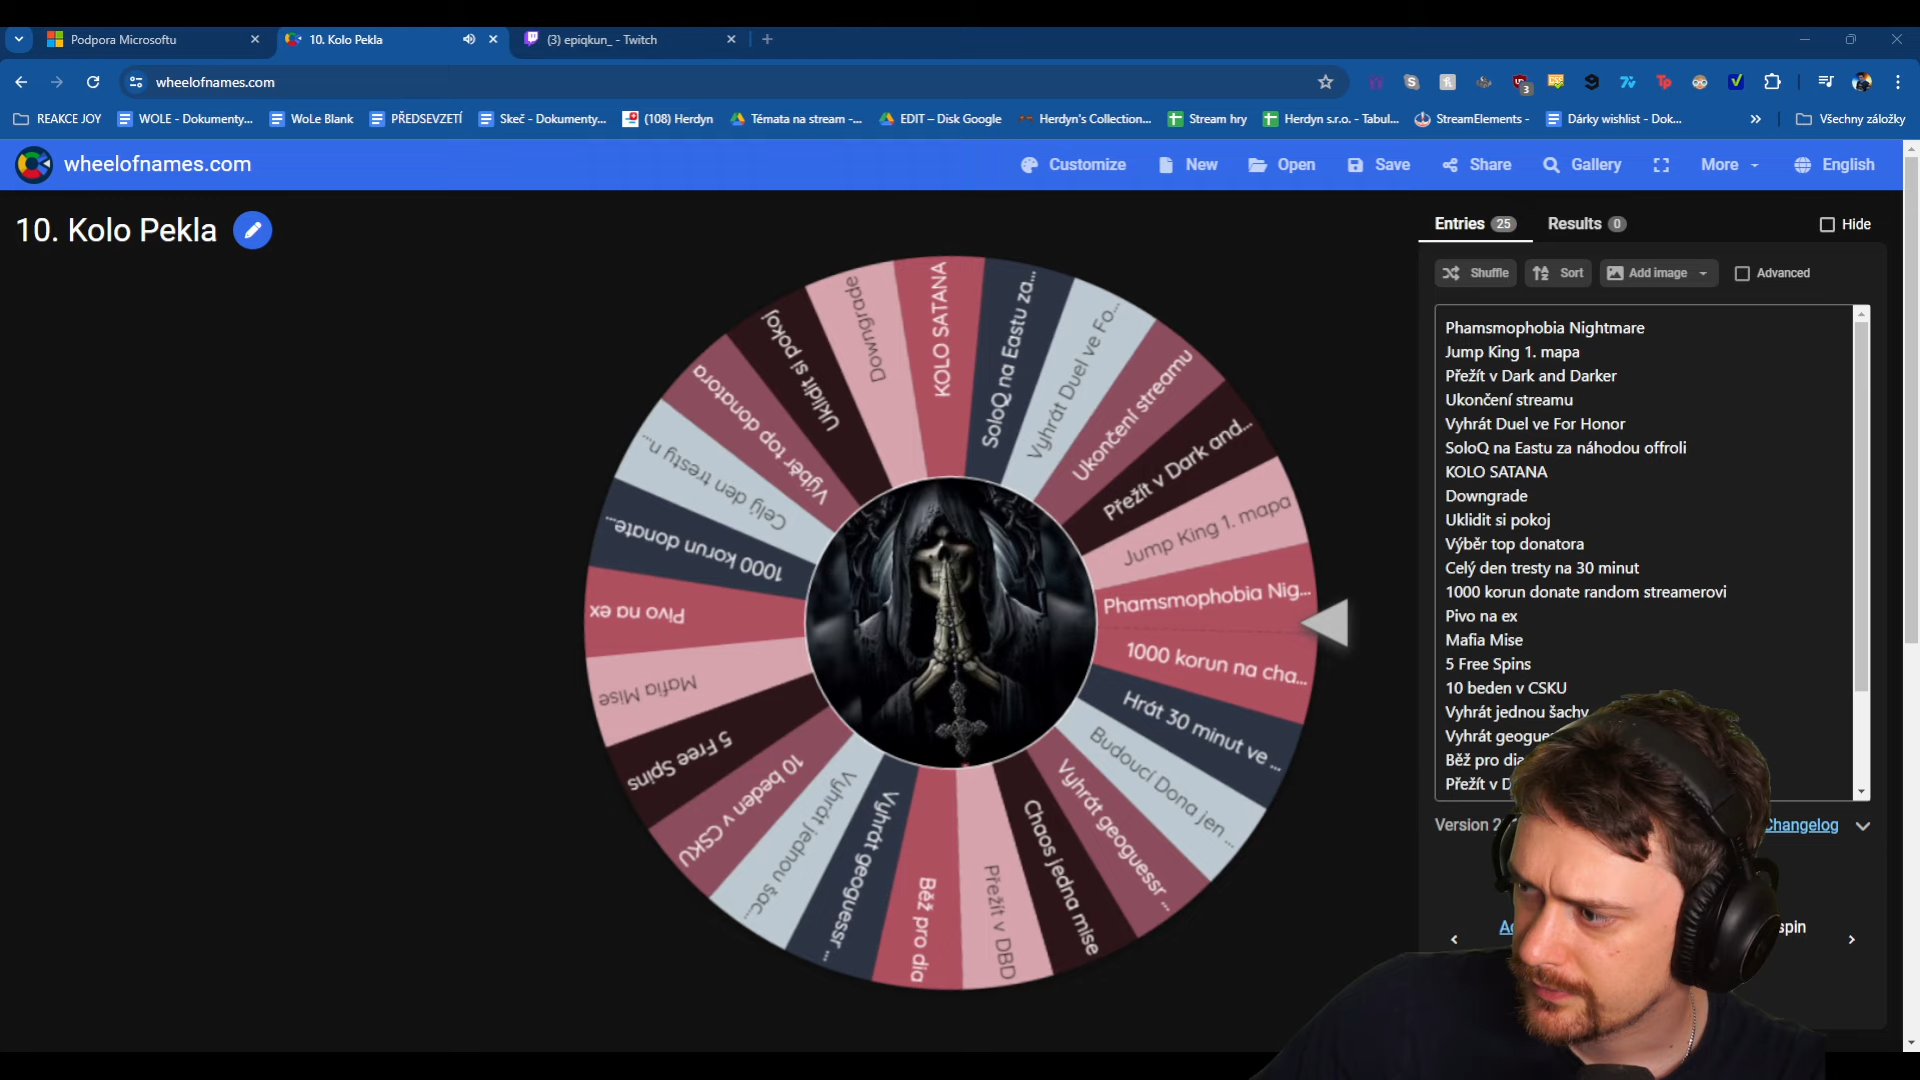 Podpora Microsoftu
10. Kolo Pekla
(3) epiqkun_ - Twitch
wheelofnames.com
REAKCE JOY
WOLE - Dokumenty...
WoLe Blank
PŘEDSEVZETÍ
Skeč - Dokumenty...
(108) Herdyn
Témata na stream -...
EDIT – Disk Google
Herdyn's Collection...
Stream hry
Herdyn s.r.o. - Tabul...
StreamElements -
Dárky wishlist - Dok...
Všechny záložky
wheelofnames.com
Customize
New
Open
Save
Share
Gallery
More
English
10. Kolo Pekla
Entries 25
Results 0
Hide
Shuffle
Sort
Add image
Advanced
Phamsmophobia Nightmare
Jump King 1. mapa
Přežít v Dark and Darker
Ukončení streamu
Vyhrát Duel ve For Honor
SoloQ na Eastu za náhodou offroli
KOLO SATANA
Downgrade
Uklidit si pokoj
Výběr top donatora
Celý den tresty na 30 minut
1000 korun donate random streamerovi
Pivo na ex
Mafia Mise
5 Free Spins
10 beden v CSKU
Vyhrát jednou šachy
Vyhrát geogues
Běž pro dia
Přežít v D
Version 2
Changelog
spin
KOLO SATANA
SoloQ na Eastu za...
Vyhrát Duel ve Fo...
Ukončení streamu
Přežít v Dark and...
Jump King 1. mapa
Phamsmophobia Nig...
1000 korun na cha...
Hrát 30 minut ve ...
Budoucí Dona jen ...
Vyhrát geoguessr ...
Chaos jedna mise
Přežít v DBD
Běž pro dia
Vyhrát geoguessr ...
Vyhrát jednou šac...
10 beden v CSKU
5 Free Spins
Mafia Mise
Pivo na ex
1000 korun donate...
Celý den tresty n...
Výběr top donatora
Uklidit si pokoj
Downgrade